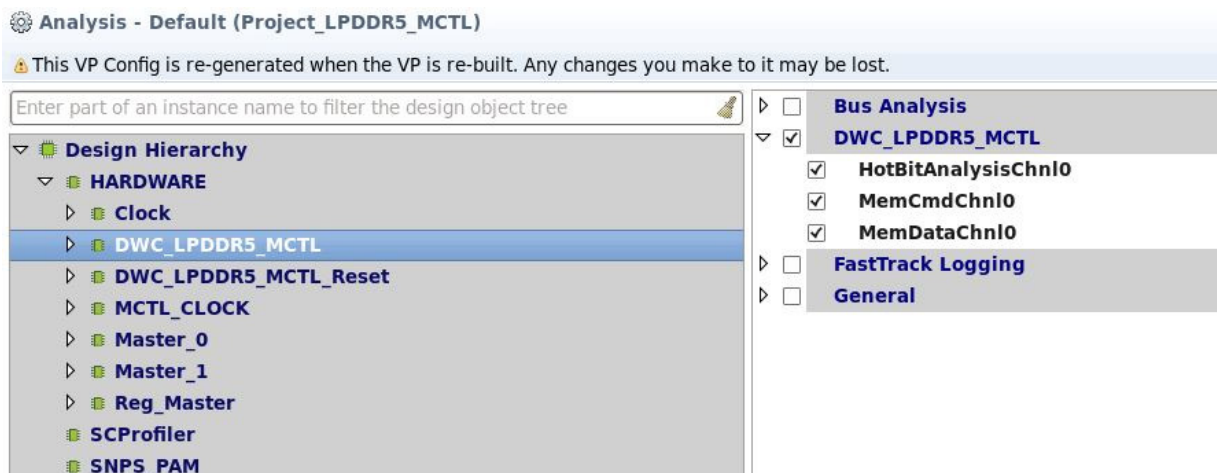 Analysis - Default (Project_LPDDR5_MCTL)
This VP Config is re-generated when the VP is re-built. Any changes you make to it may be lost.
Enter part of an instance name to filter the design object tree
Design Hierarchy
HARDWARE
Clock
DWC_LPDDR5_MCTL
DWC_LPDDR5_MCTL_Reset
MCTL_CLOCK
Master_0
Master_1
Reg_Master
SCProfiler
SNPS_PAM
Bus Analysis
DWC_LPDDR5_MCTL
HotBitAnalysisChnl0
MemCmdChnl0
MemDataChnl0
FastTrack Logging
General